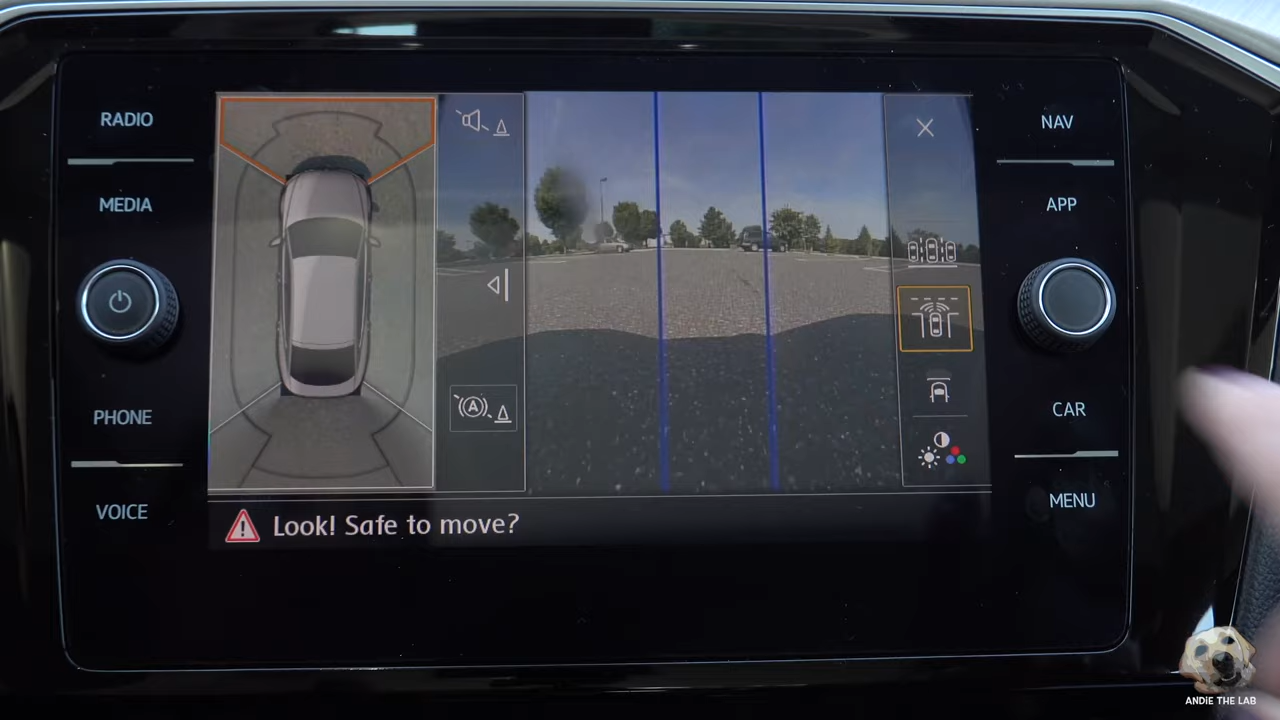 RADIO
MEDIA
PHONE
VOICE
A
Look! Safe to move?
NAV
APP
CAR
MENU
ANDIE THE LAB